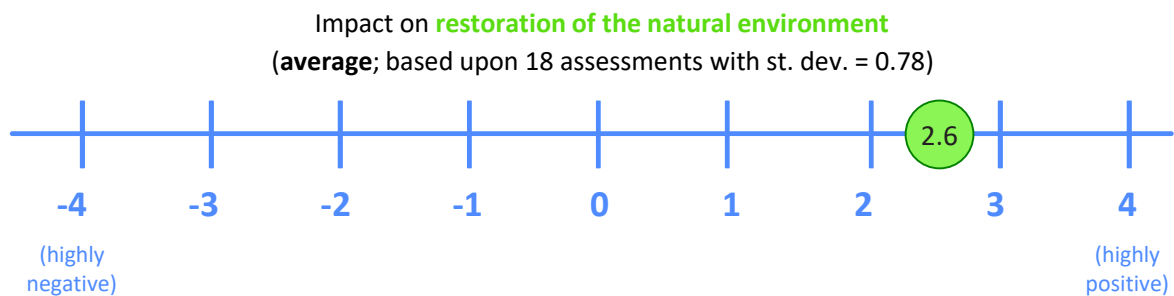 Impact on restoration of the natural environment
(average; based upon 18 assessments with st. dev. = 0.78)
2.6
-4 -3 -2 -1 0 1 2 3 4
(highly (highly
negative) positive)